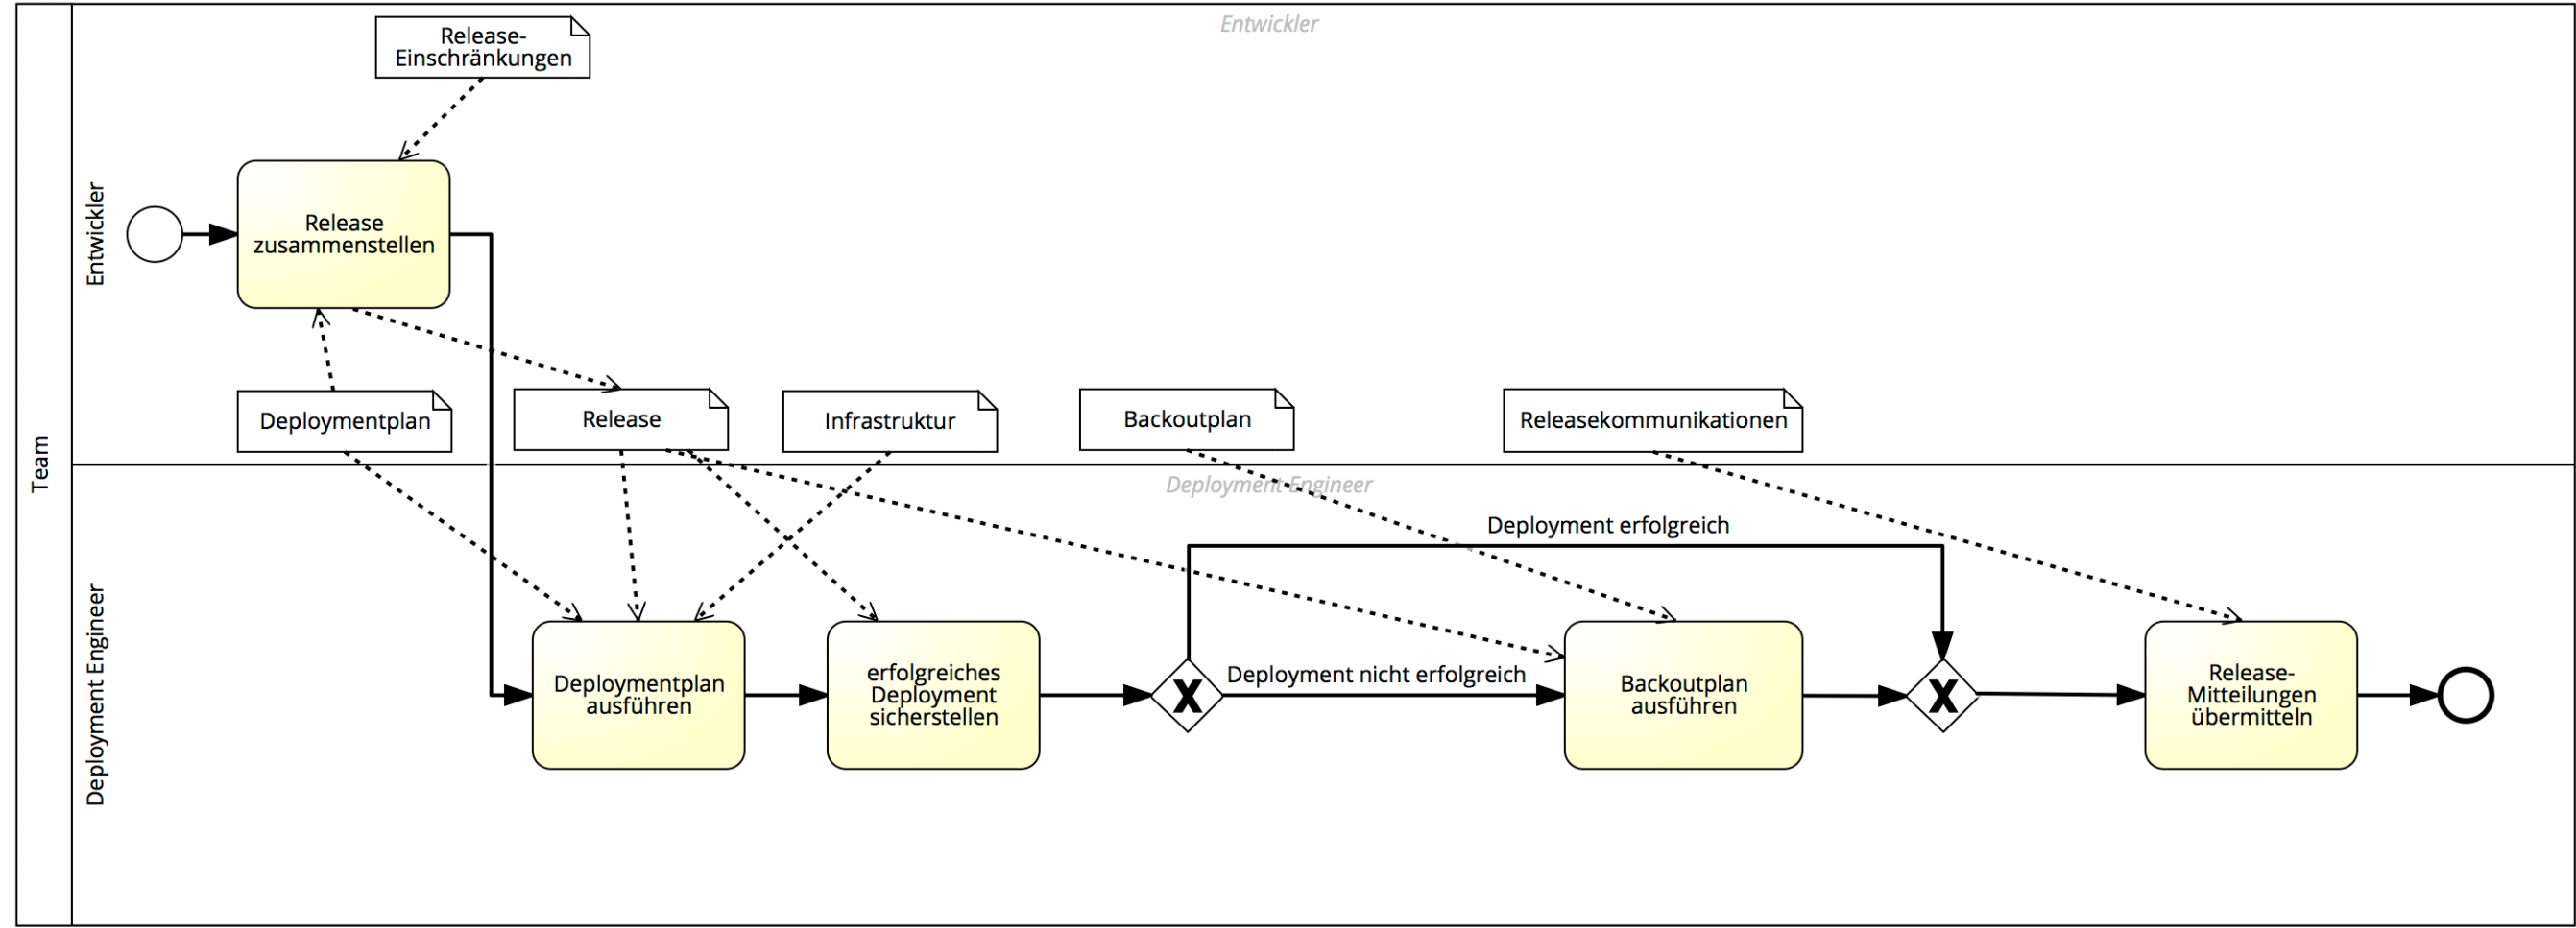 Entwickler
Release-
Einschränkungen
Entwickler
Release
zusammenstellen
Deploymentplan
Release
Infrastruktur
Backoutplan
Releasekommunikationen
Team
Deployment Engineer
Deployment erfolgreich
Deployment Engineer
Deploymentplan
ausführen
erfolgreiches
Deployment
sicherstellen
X
Deployment nicht erfolgreich
Backoutplan
ausführen
X
Release-
Mitteilungen
übermitteln